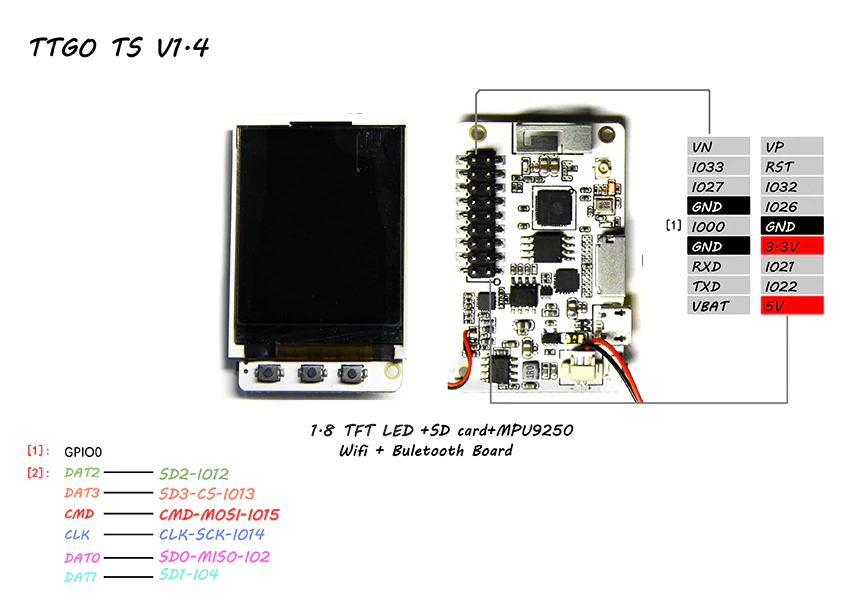 TTGO TS V1.4
VN VP
IO33 RST
IO27 IO32
GND IO26
[1] IO00 GND
GND 3.3V
RXD IO21
TXD IO22
VBAT 5V
1.8 TFT LED +SD card+MPU9250
Wifi + Buletooth Board
[1]: GPIO0
[2]: DAT2 SD2-IO12
DAT3 SD3-CS-IO13
CMD CMD-MOSI-IO15
CLK CLK-SCK-IO14
DAT0 SD0-MISO-IO2
DAT1 SD1-IO4